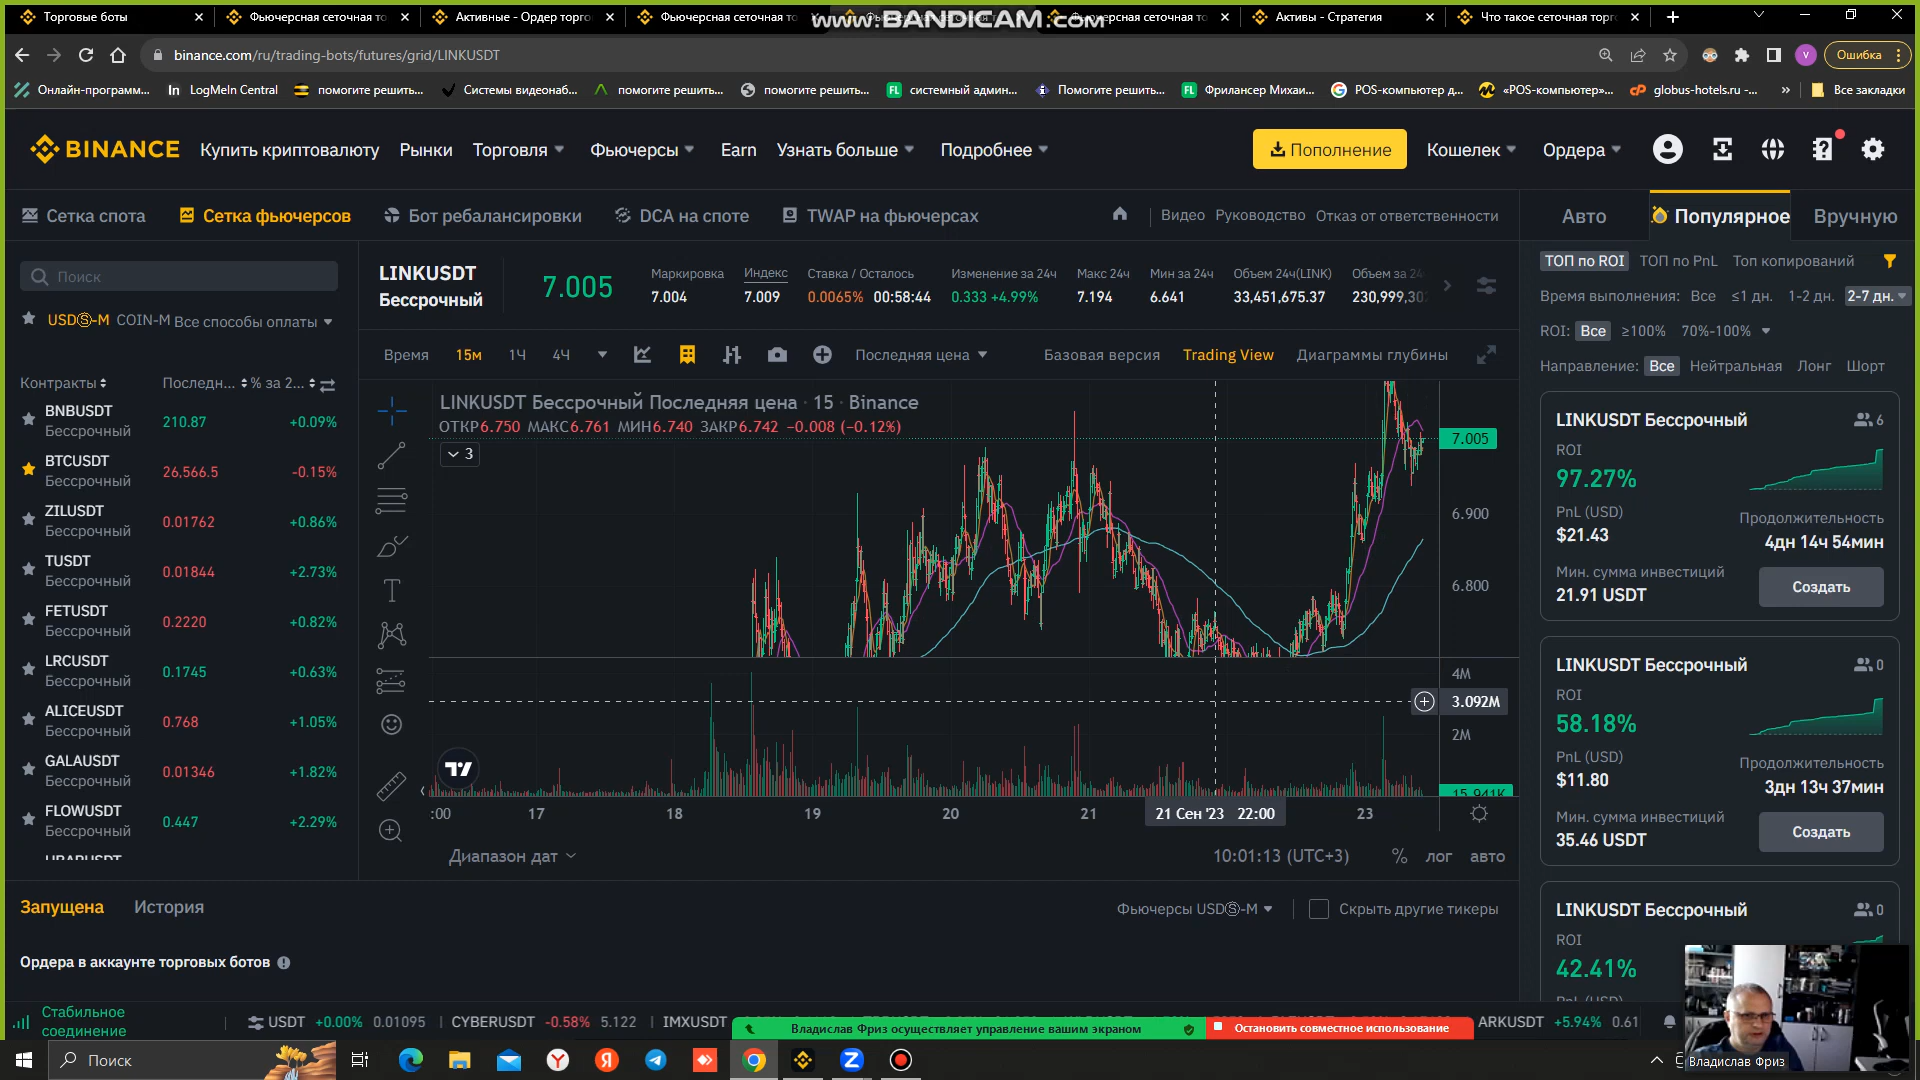 Торговые боты
Фьючерсная сеточная то
Активные - Ордер торго
Фьючерсная сеточная то
www.BANDICAM.com
Активы - Стратегия
Что такое сеточная торг
binance.com/ru/trading-bots/futures/grid/LINKUSDT
V
Ошибка
Онлайн-программ...
LogMeIn Central
помогите решить...
Системы видеонаб...
помогите решить...
помогите решить...
системный админ...
Помогите решить...
Фрилансер Михаи...
POS-компьютер д...
«POS-компьютер»...
globus-hotels.ru -...
»
Все закладки
BINANCE
Купить криптовалюту
Рынки
Торговля
Фьючерсы
Earn
Узнать больше
Подробнее
Пополнение
Кошелек
Ордера
Сетка спота
Сетка фьючерсов
Бот ребалансировки
DCA на споте
TWAP на фьючерсах
Видео
Руководство
Отказ от ответственности
Авто
Популярное
Вручную
Поиск
USDⓈ-M
COIN-M
Все способы оплаты
Контракты
Последн...
% за 2...
BNBUSDT
Бессрочный
210.87
+0.09%
BTCUSDT
Бессрочный
26,566.5
-0.15%
ZILUSDT
Бессрочный
0.01762
+0.86%
TUSDT
Бессрочный
0.01844
+2.73%
FETUSDT
Бессрочный
0.2220
+0.82%
LRCUSDT
Бессрочный
0.1745
+0.63%
ALICEUSDT
Бессрочный
0.768
+1.05%
GALAUSDT
Бессрочный
0.01346
+1.82%
FLOWUSDT
Бессрочный
0.447
+2.29%
LINKUSDT
Бессрочный
7.005
Маркировка
7.004
Индекс
7.009
Ставка / Осталось
0.0065% 00:58:44
Изменение за 24ч
0.333 +4.99%
Макс 24ч
7.194
Мин за 24ч
6.641
Объем 24ч(LINK)
33,451,675.37
Объем за 24
230,999,30
Время
15м
1Ч
4Ч
Последняя цена
Базовая версия
Trading View
Диаграммы глубины
LINKUSDT Бессрочный Последняя цена · 15 · Binance
ОТКР6.750 МАКС6.761 МИН6.740 ЗАКР6.742 −0.008 (−0.12%)
3
7.005
6.900
6.800
4M
3.092M
2M
15.941K
:00
17
18
19
20
21
21 Сен '23 22:00
23
Диапазон дат
10:01:13 (UTC+3)
%
лог
авто
ТОП по ROI
ТОП по PnL
Топ копирований
Время выполнения:
Все
≤1 дн.
1-2 дн.
2-7 дн.
ROI:
Все
≥100%
70%-100%
Направление:
Все
Нейтральная
Лонг
Шорт
LINKUSDT Бессрочный
6
ROI
97.27%
PnL (USD)
$21.43
Продолжительность
4дн 14ч 54мин
Мин. сумма инвестиций
21.91 USDT
Создать
LINKUSDT Бессрочный
0
ROI
58.18%
PnL (USD)
$11.80
Продолжительность
3дн 13ч 37мин
Мин. сумма инвестиций
35.46 USDT
Создать
LINKUSDT Бессрочный
0
ROI
42.41%
Запущена
История
Фьючерсы USDⓈ-M
Скрыть другие тикеры
Ордера в аккаунте торговых ботов
Стабильное
соединение
USDT +0.00% 0.01095
CYBERUSDT -0.58% 5.122
IMXUSDT
ARKUSDT +5.94% 0.61
Владислав Фриз осуществляет управление вашим экраном
Остановить совместное использование
Поиск
Владислав Фриз